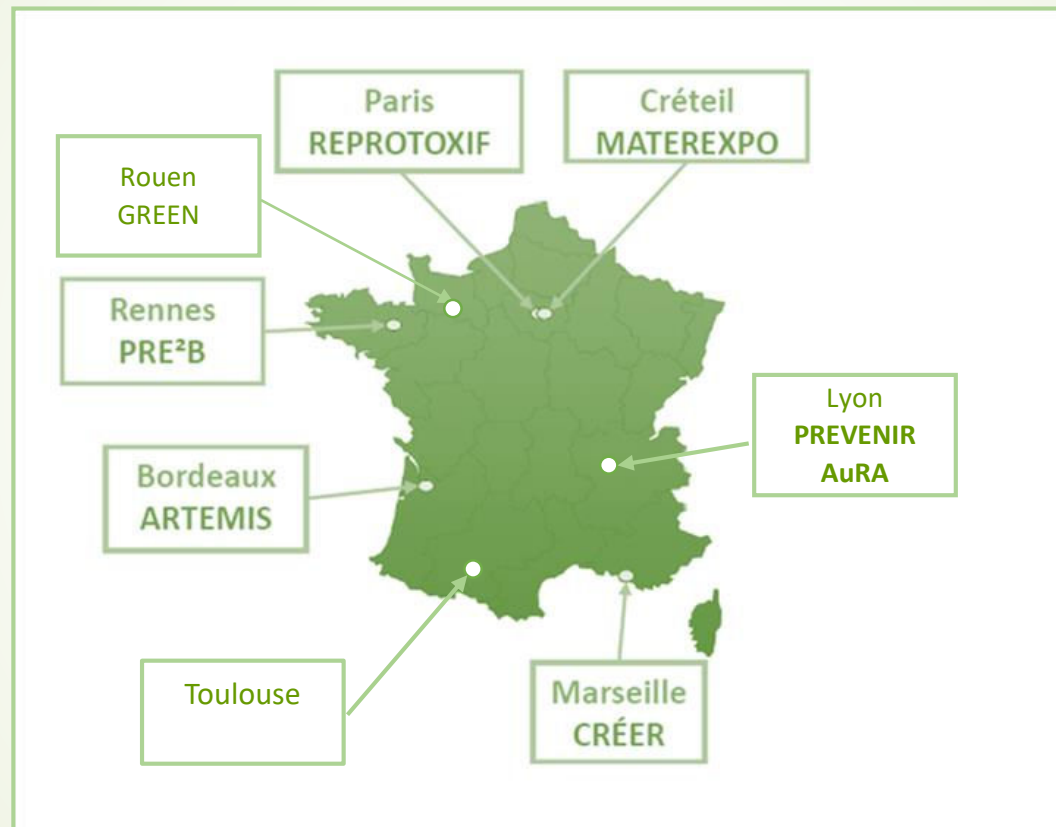 Paris
REPROTOXIF
Créteil
MATEREXPO
Rouen
GREEN
Rennes
PRE²B
Lyon
PREVENIR
AuRA
Bordeaux
ARTEMIS
Toulouse
Marseille
CRÉER